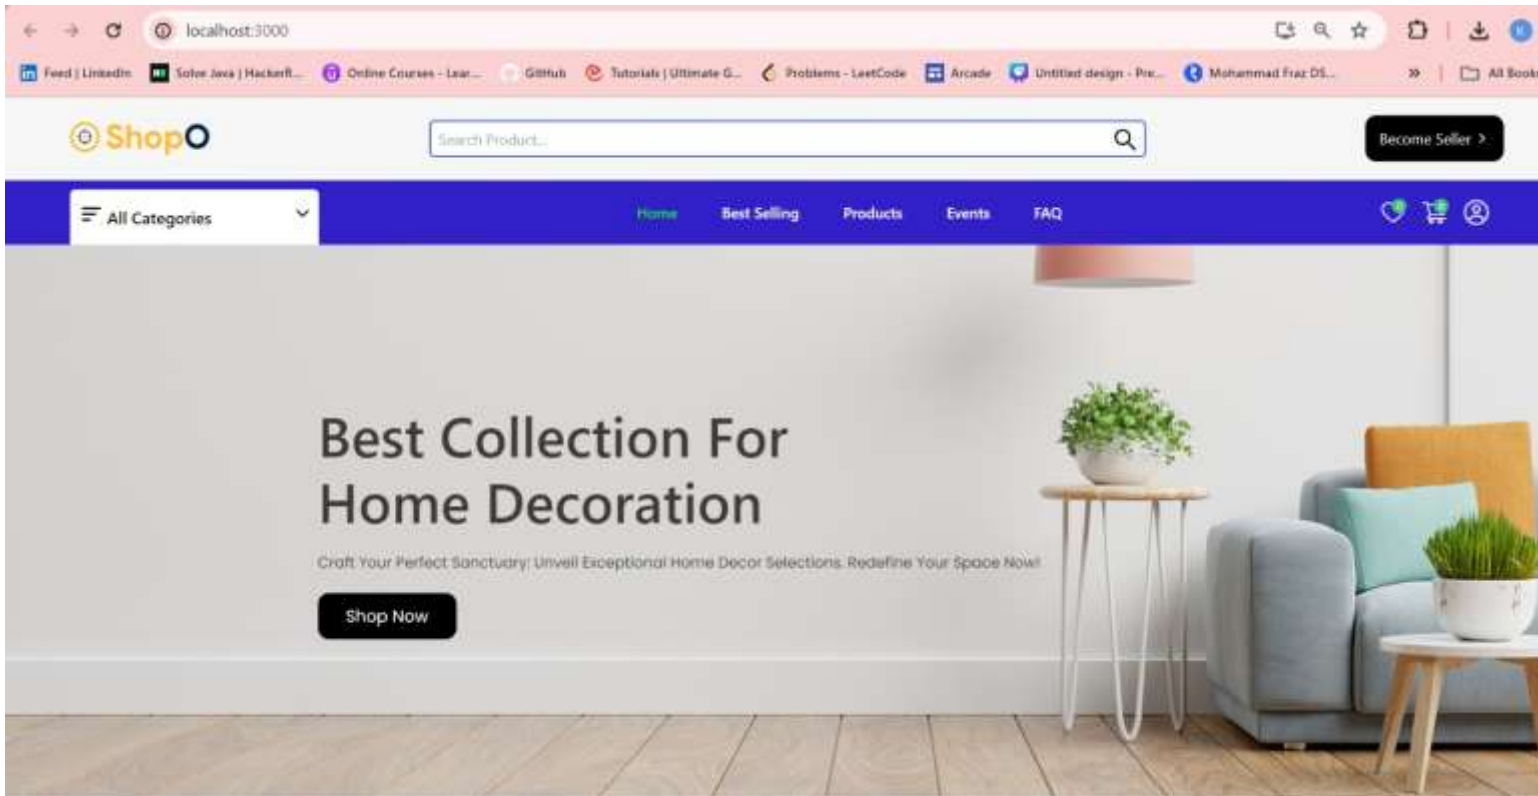 localhost:3000
Feed | LinkedIn Solve Java | HackerR... Online Courses - Lear... GitHub Tutorials | Ultimate G... Problems - LeetCode Arcade Untitled design - Pre... Mohammad Fraz DS... » All Book
ShopO Search Product... Become Seller >
All Categories Home Best Selling Products Events FAQ
Best Collection For
Home Decoration
Craft Your Perfect Sanctuary: Unveil Exceptional Home Decor Selections. Redefine Your Space Now!
Shop Now